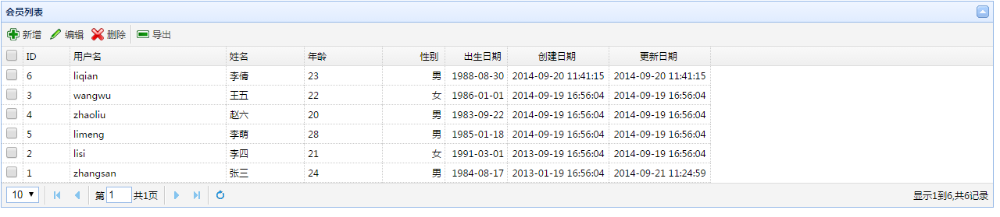 会员列表
新增 编辑 删除 导出
ID 用户名 姓名 年龄 性别 出生日期 创建日期 更新日期
6 liqian 李倩 23 男 1988-08-30 2014-09-20 11:41:15 2014-09-20 11:41:15
3 wangwu 王五 22 女 1986-01-01 2014-09-19 16:56:04 2014-09-19 16:56:04
4 zhaoliu 赵六 20 男 1983-09-22 2014-09-19 16:56:04 2014-09-19 16:56:04
5 limeng 李萌 28 男 1985-01-18 2014-09-19 16:56:04 2014-09-19 16:56:04
2 lisi 李四 21 女 1991-03-01 2013-09-19 16:56:04 2014-09-19 16:56:04
1 zhangsan 张三 24 男 1984-08-17 2013-01-19 16:56:04 2014-09-21 11:24:59
10 第 1 共1页 显示1到6,共6记录